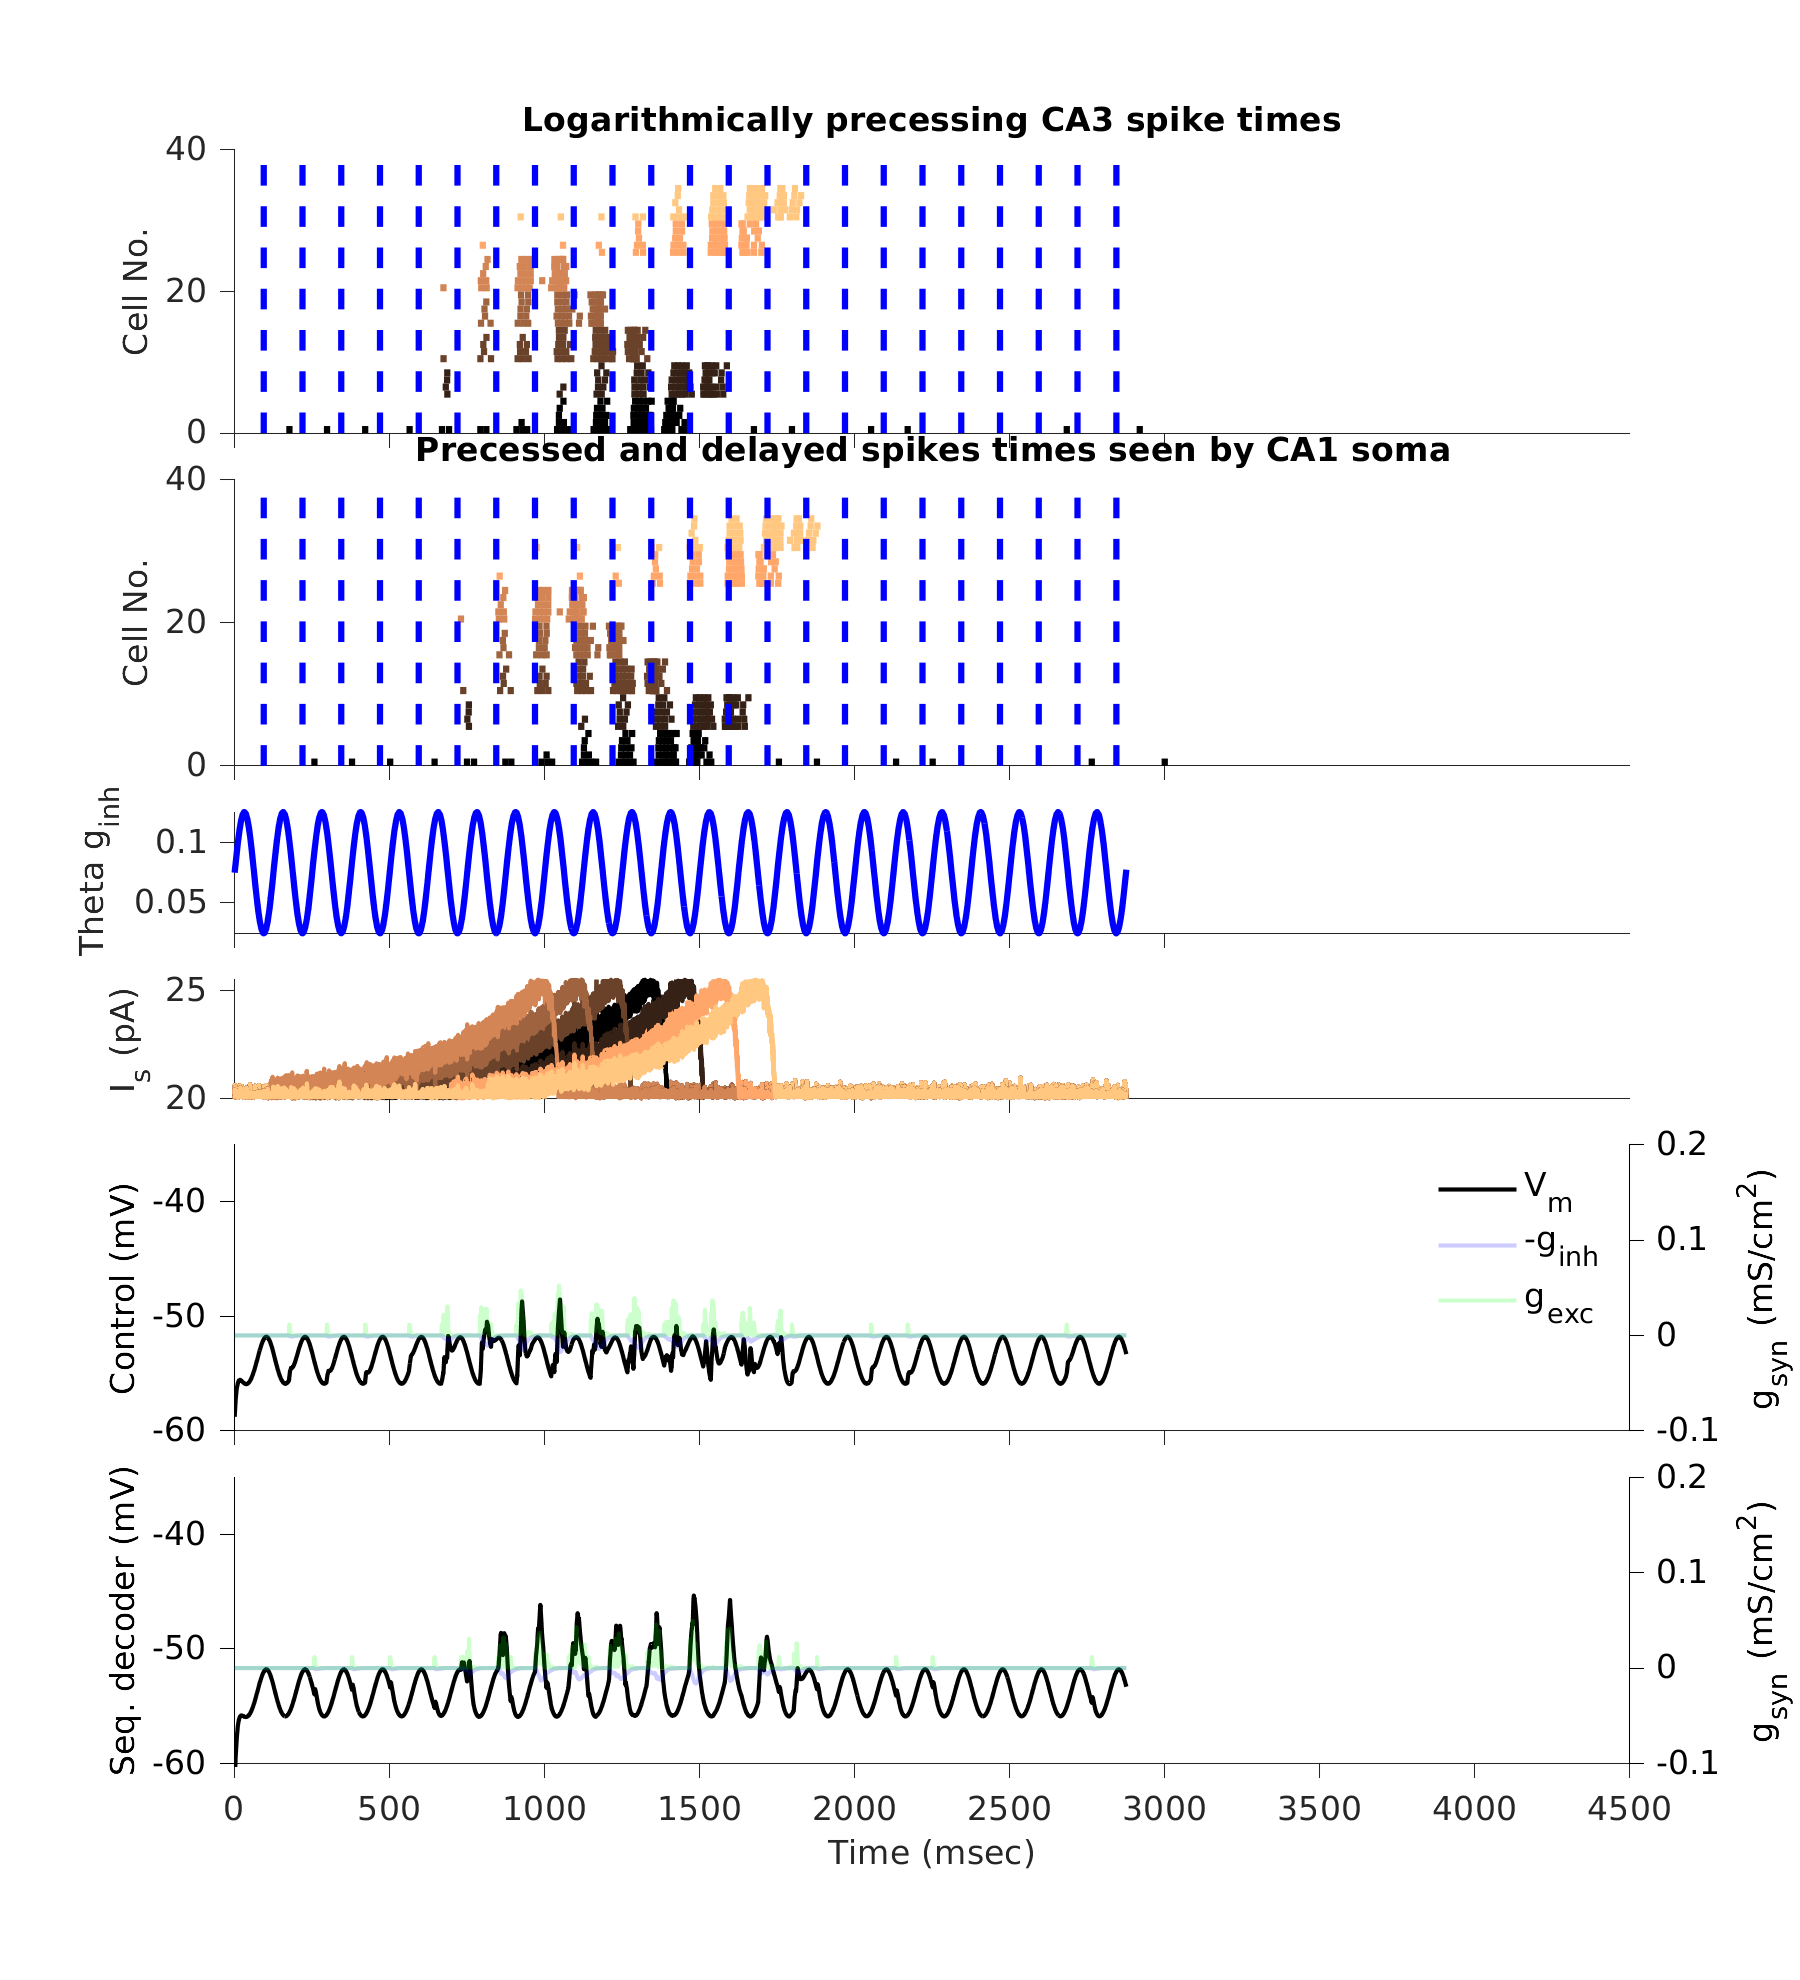 Logarithmically precessing CA3 spike times
40
20
0
Cell No.
Precessed and delayed spikes times seen by CA1 soma
40
20
0
Cell No.
0.1
0.05
Theta g_inh
25
20
I_s (pA)
-40
-50
-60
Control (mV)
V_m
-g_inh
g_exc
0.2
0.1
0
-0.1
g_syn (mS/cm^2)
-40
-50
-60
Seq. decoder (mV)
0.2
0.1
0
-0.1
g_syn (mS/cm^2)
0 500 1000 1500 2000 2500 3000 3500 4000 4500
Time (msec)